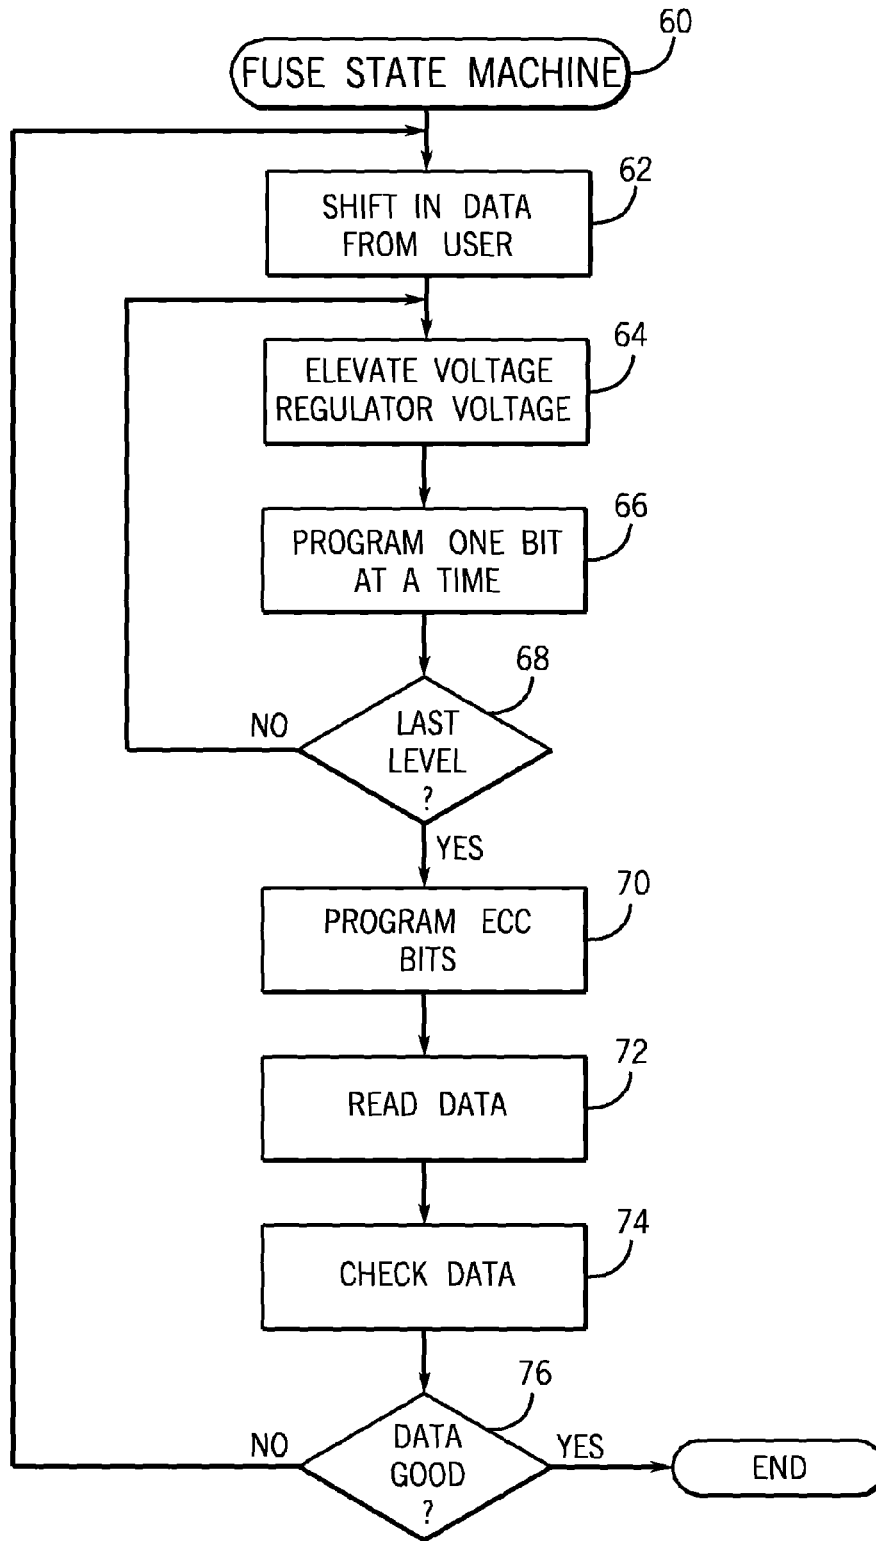 60
FUSE STATE MACHINE
62
SHIFT IN DATA
FROM USER
64
ELEVATE VOLTAGE
REGULATOR VOLTAGE
66
PROGRAM ONE BIT
AT A TIME
68
NO
LAST
LEVEL
?
YES
70
PROGRAM ECC
BITS
72
READ DATA
74
CHECK DATA
76
NO
DATA
GOOD
?
YES
END